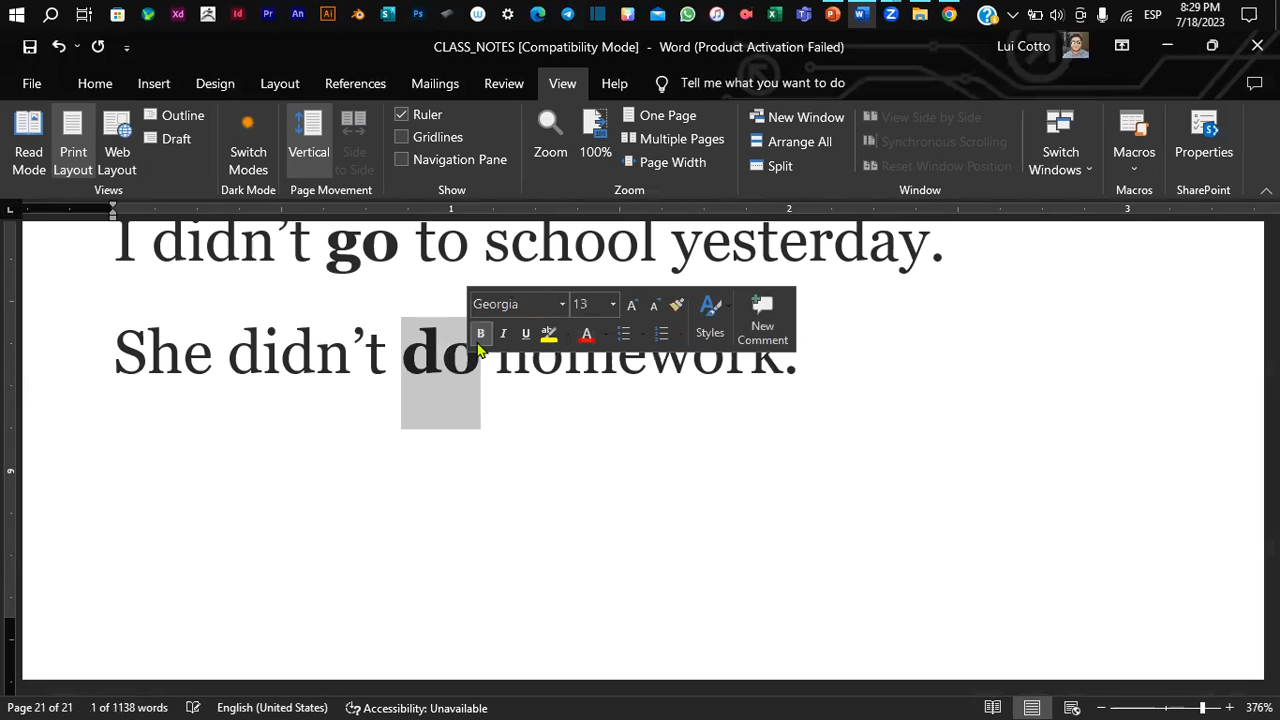 ESP
8:29 PM
7/18/2023
CLASS_NOTES [Compatibility Mode] - Word (Product Activation Failed)
Lui Cotto
File Home Insert Design Layout References Mailings Review View Help Tell me what you want to do
Read Mode
Print Layout
Web Layout
Outline
Draft
Views
Switch Modes
Dark Mode
Vertical
Side to Side
Page Movement
Ruler
Gridlines
Navigation Pane
Show
Zoom
100%
One Page
Multiple Pages
Page Width
Zoom
New Window
Arrange All
Split
View Side by Side
Synchronous Scrolling
Reset Window Position
Window
Switch Windows
Macros
Macros
Properties
SharePoint
1 2 3
I didn’t go to school yesterday.
Georgia 13
B I U ab A
Styles
New Comment
She didn’t do homework.
9
Page 21 of 21 1 of 1138 words English (United States) Accessibility: Unavailable 376%